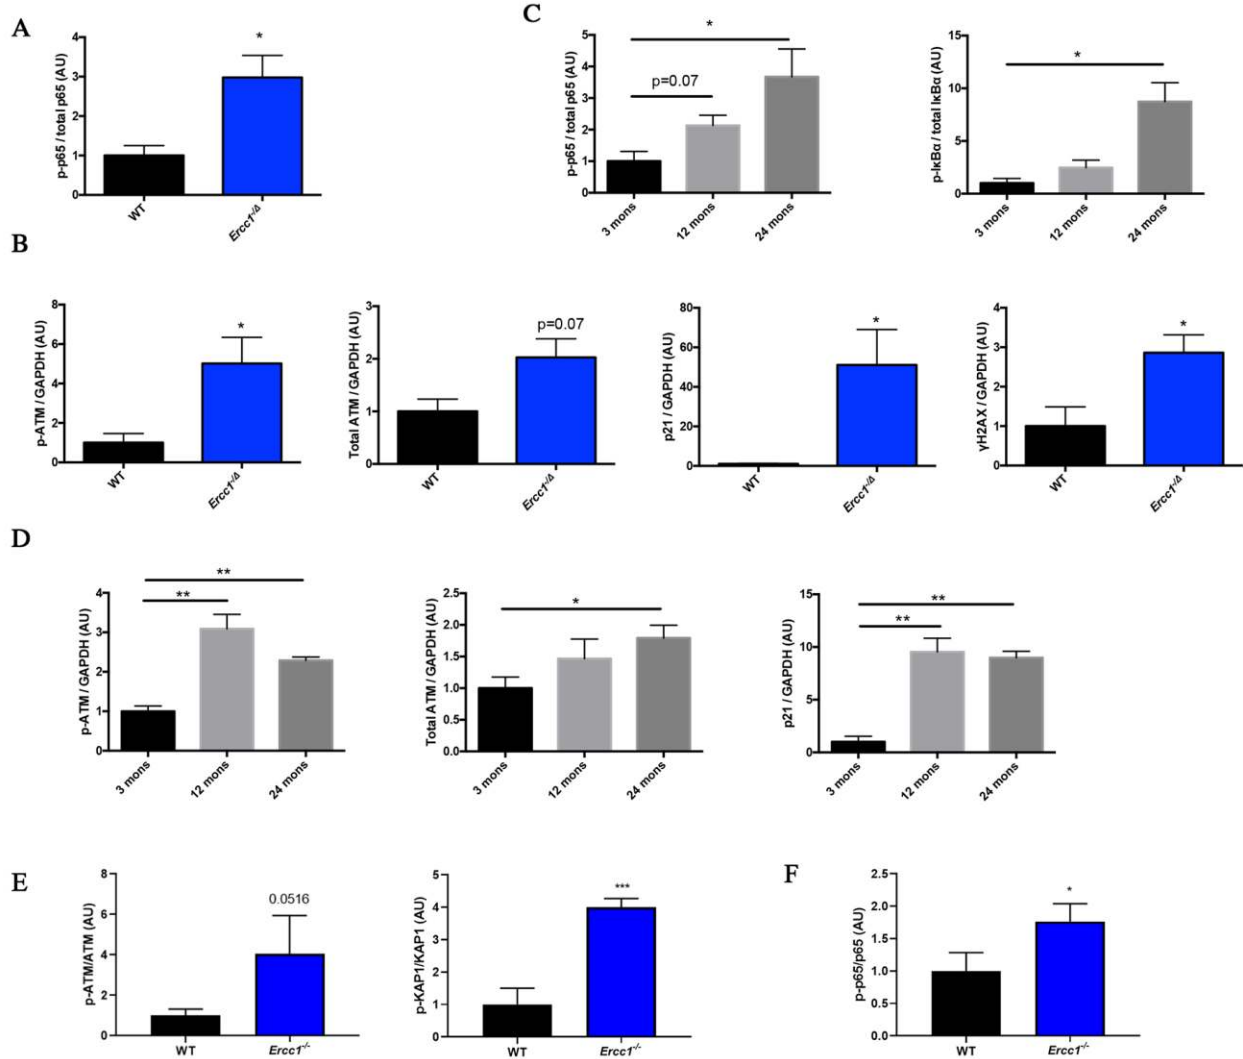 A
p-p65 / total p65 (AU)
5
4
3
2
1
0
*
WT
Ercc1-/Δ
C
p-p65 / total p65 (AU)
5
4
3
2
1
0
*
p=0.07
3 mons
12 mons
24 mons
p-IκBα / total IκBα (AU)
15
10
5
0
*
3 mons
12 mons
24 mons
B
p-ATM / GAPDH (AU)
8
6
4
2
0
*
WT
Ercc1-/Δ
Total ATM / GAPDH (AU)
3
2
1
0
p=0.07
WT
Ercc1-/Δ
p21 / GAPDH (AU)
80
60
40
20
0
*
WT
Ercc1-/Δ
γH2AX / GAPDH (AU)
4
3
2
1
0
*
WT
Ercc1-/Δ
D
p-ATM / GAPDH (AU)
4
3
2
1
0
**
**
3 mons
12 mons
24 mons
Total ATM / GAPDH (AU)
2.5
2.0
1.5
1.0
0.5
0.0
*
3 mons
12 mons
24 mons
p21 / GAPDH (AU)
15
10
5
0
**
**
3 mons
12 mons
24 mons
E
p-ATM/ATM (AU)
8
6
4
2
0
0.0516
WT
Ercc1-/-
p-KAP1/KAP1 (AU)
5
4
3
2
1
0
***
WT
Ercc1-/-
F
p-p65/p65 (AU)
2.5
2.0
1.5
1.0
0.5
0.0
*
WT
Ercc1-/-